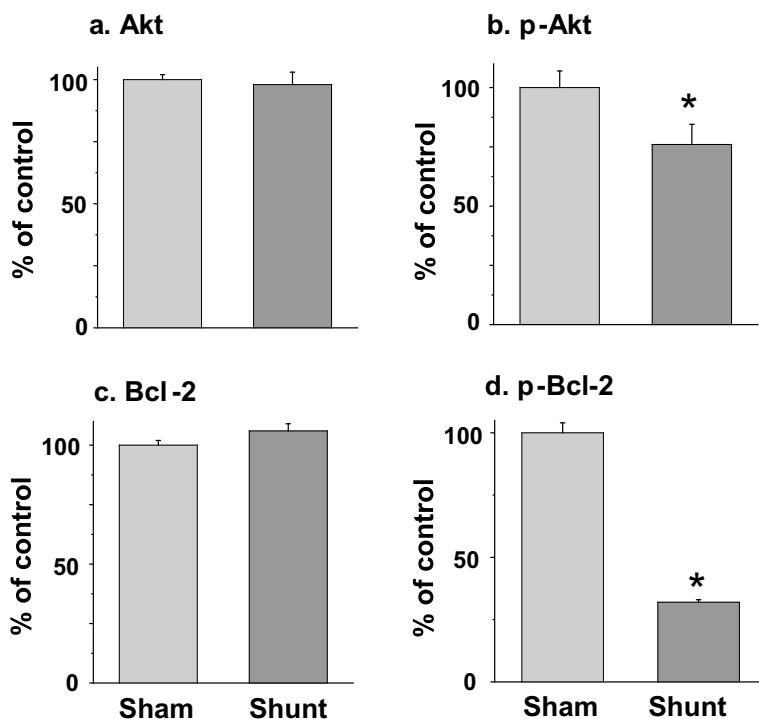 a. Akt
100
50
0
% of control
b. p-Akt
100
50
0
% of control
*
c. Bcl-2
100
50
0
% of control
Sham Shunt
d. p-Bcl-2
100
50
0
% of control
*
Sham Shunt